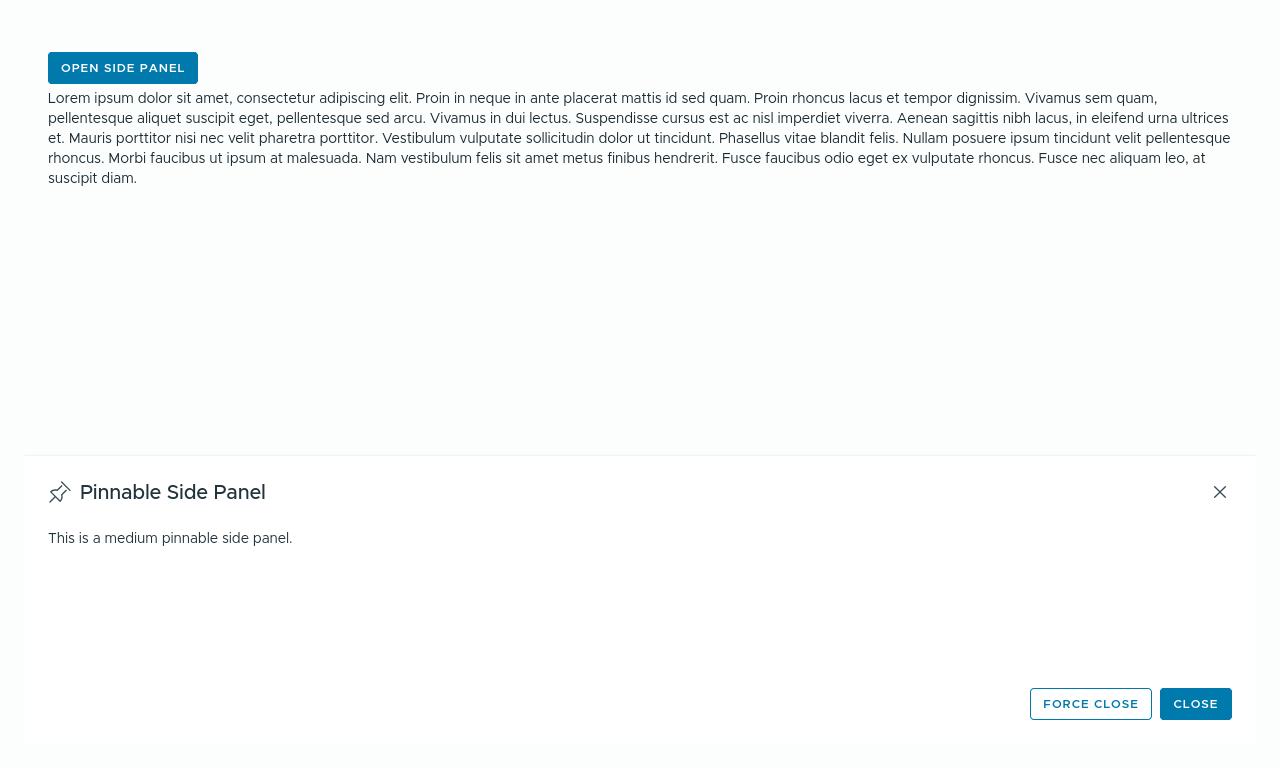 OPEN SIDE PANEL
Lorem ipsum dolor sit amet, consectetur adipiscing elit. Proin in neque in ante placerat mattis id sed quam. Proin rhoncus lacus et tempor dignissim. Vivamus sem quam,
pellentesque aliquet suscipit eget, pellentesque sed arcu. Vivamus in dui lectus. Suspendisse cursus est ac nisl imperdiet viverra. Aenean sagittis nibh lacus, in eleifend urna ultrices
et. Mauris porttitor nisi nec velit pharetra porttitor. Vestibulum vulputate sollicitudin dolor ut tincidunt. Phasellus vitae blandit felis. Nullam posuere ipsum tincidunt velit pellentesque
rhoncus. Morbi faucibus ut ipsum at malesuada. Nam vestibulum felis sit amet metus finibus hendrerit. Fusce faucibus odio eget ex vulputate rhoncus. Fusce nec aliquam leo, at
suscipit diam.
Pinnable Side Panel
This is a medium pinnable side panel.
FORCE CLOSE
CLOSE